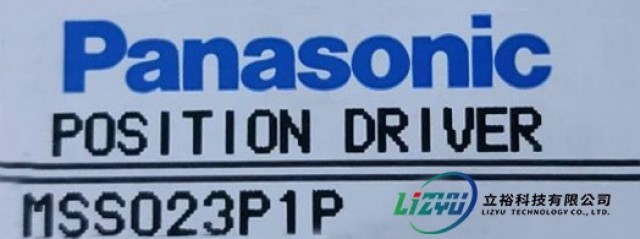 Panasonic
POSITION DRIVER
MSS023P1P
LIZYU 立裕科技有限公司
LIZYU TECHNOLOGY CO., LTD.